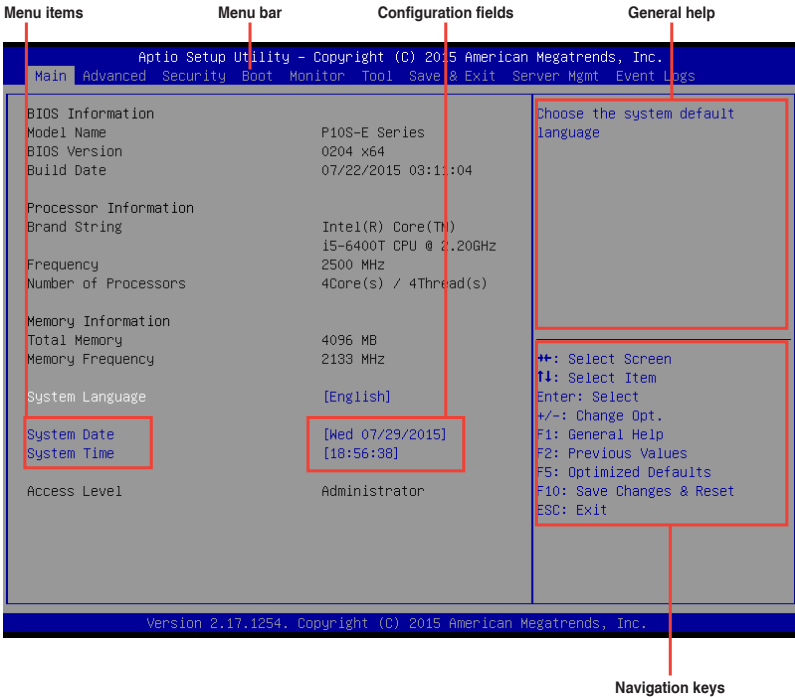 Menu items Menu bar Configuration fields General help
Aptio Setup Utility – Copyright (C) 2015 American Megatrends, Inc.
Main Advanced Security Boot Monitor Tool Save & Exit Server Mgmt Event Logs
BIOS Information
Model Name P10S-E Series
BIOS Version 0204 x64
Build Date 07/22/2015 03:11:04
Processor Information
Brand String Intel(R) Core(TM)
i5-6400T CPU @ 2.20GHz
Frequency 2500 MHz
Number of Processors 4Core(s) / 4Thread(s)
Memory Information
Total Memory 4096 MB
Memory Frequency 2133 MHz
System Language [English]
System Date [Wed 07/29/2015]
System Time [18:56:38]
Access Level Administrator
Choose the system default
language
→←: Select Screen
↑↓: Select Item
Enter: Select
+/-: Change Opt.
F1: General Help
F2: Previous Values
F5: Optimized Defaults
F10: Save Changes & Reset
ESC: Exit
Version 2.17.1254. Copyright (C) 2015 American Megatrends, Inc.
Navigation keys